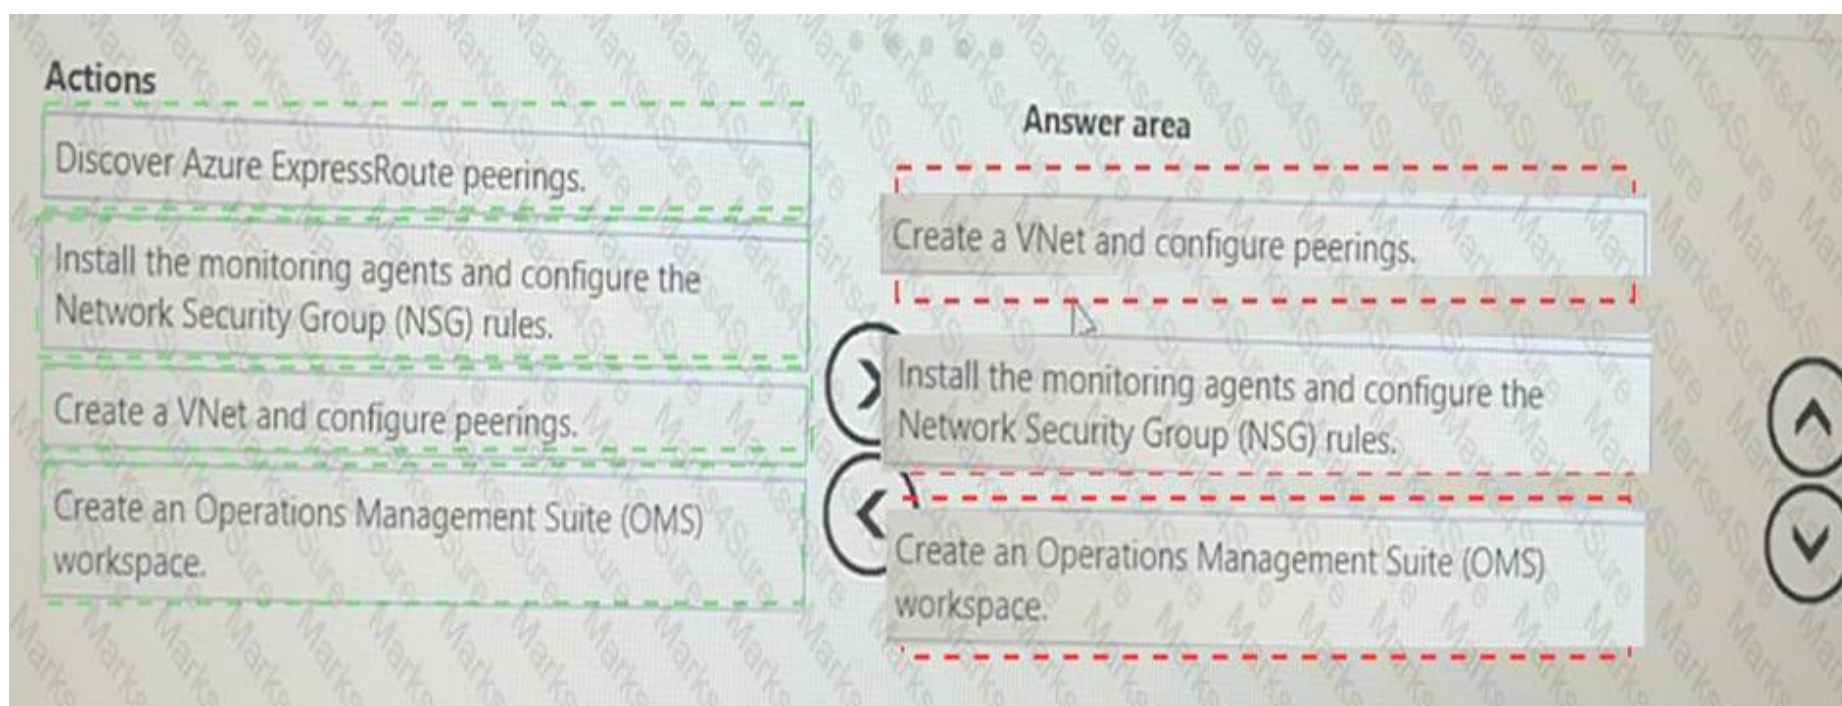 Actions
Discover Azure ExpressRoute peerings.
Install the monitoring agents and configure the
Network Security Group (NSG) rules.
Create a VNet and configure peerings.
Create an Operations Management Suite (OMS)
workspace.
Answer area
Create a VNet and configure peerings.
Install the monitoring agents and configure the
Network Security Group (NSG) rules.
Create an Operations Management Suite (OMS)
workspace.
Marks4Sure